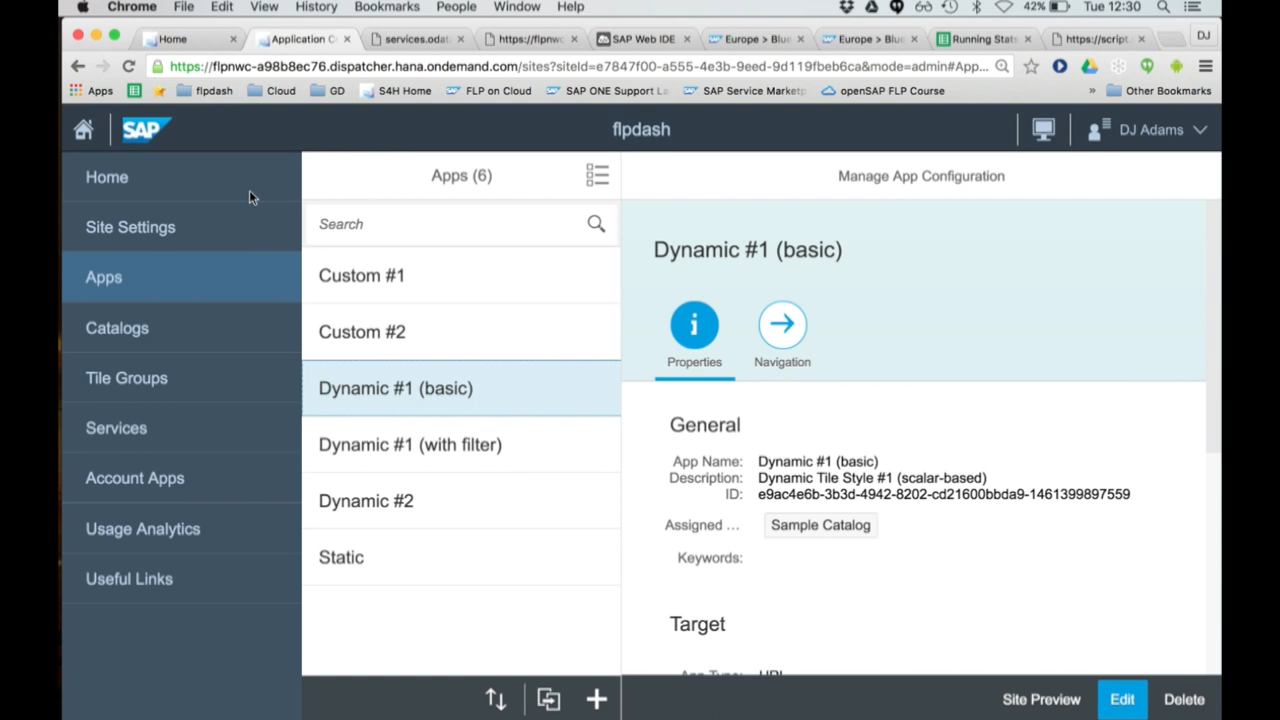 Chrome File Edit View History Bookmarks People Window Help 42% Tue 12:30
Home Application C services.odat https://flpnwc SAP Web IDE Europe > Blue Europe > Blue Running Stats https://script. DJ
https://flpnwc-a98b8ec76.dispatcher.hana.ondemand.com/sites?siteId=e7847f00-a555-4e3b-9eed-9d119fbeb6ca&mode=admin#App...
Apps flpdash Cloud GD S4H Home FLP on Cloud SAP ONE Support La SAP Service Marketp openSAP FLP Course » Other Bookmarks
SAP flpdash DJ Adams
Home
Site Settings
Apps
Catalogs
Tile Groups
Services
Account Apps
Usage Analytics
Useful Links
Apps (6)
Search
Custom #1
Custom #2
Dynamic #1 (basic)
Dynamic #1 (with filter)
Dynamic #2
Static
Manage App Configuration
Dynamic #1 (basic)
Properties Navigation
General
App Name: Dynamic #1 (basic)
Description: Dynamic Tile Style #1 (scalar-based)
ID: e9ac4e6b-3b3d-4942-8202-cd21600bbda9-1461399897559
Assigned ... Sample Catalog
Keywords:
Target
App Type: URL
Site Preview Edit Delete